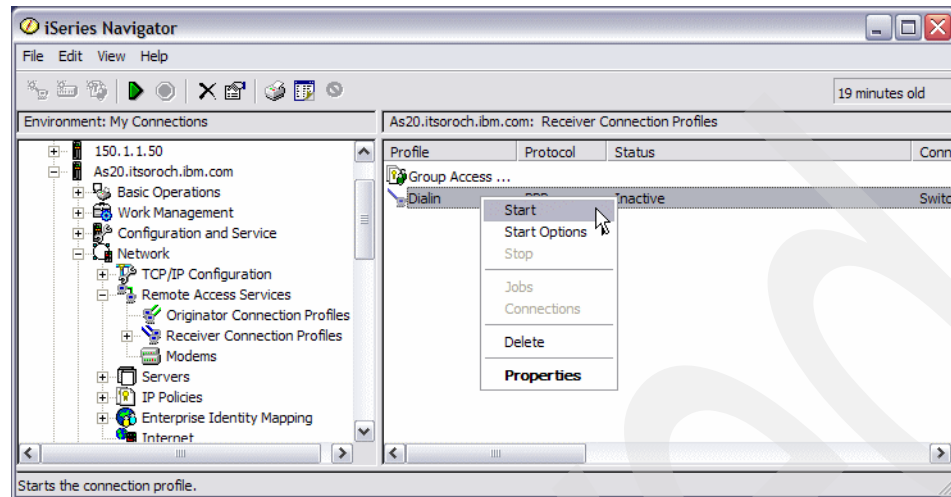 iSeries Navigator
File Edit View Help
19 minutes old
Environment: My Connections
As20.itsoroch.ibm.com: Receiver Connection Profiles
150.1.1.50
As20.itsoroch.ibm.com
Basic Operations
Work Management
Configuration and Service
Network
TCP/IP Configuration
Remote Access Services
Originator Connection Profiles
Receiver Connection Profiles
Modems
Servers
IP Policies
Enterprise Identity Mapping
Internet
Profile Protocol Status Conn
Group Access ...
Dialin Inactive Switc
Start
Start Options
Stop
Jobs
Connections
Delete
Properties
Starts the connection profile.